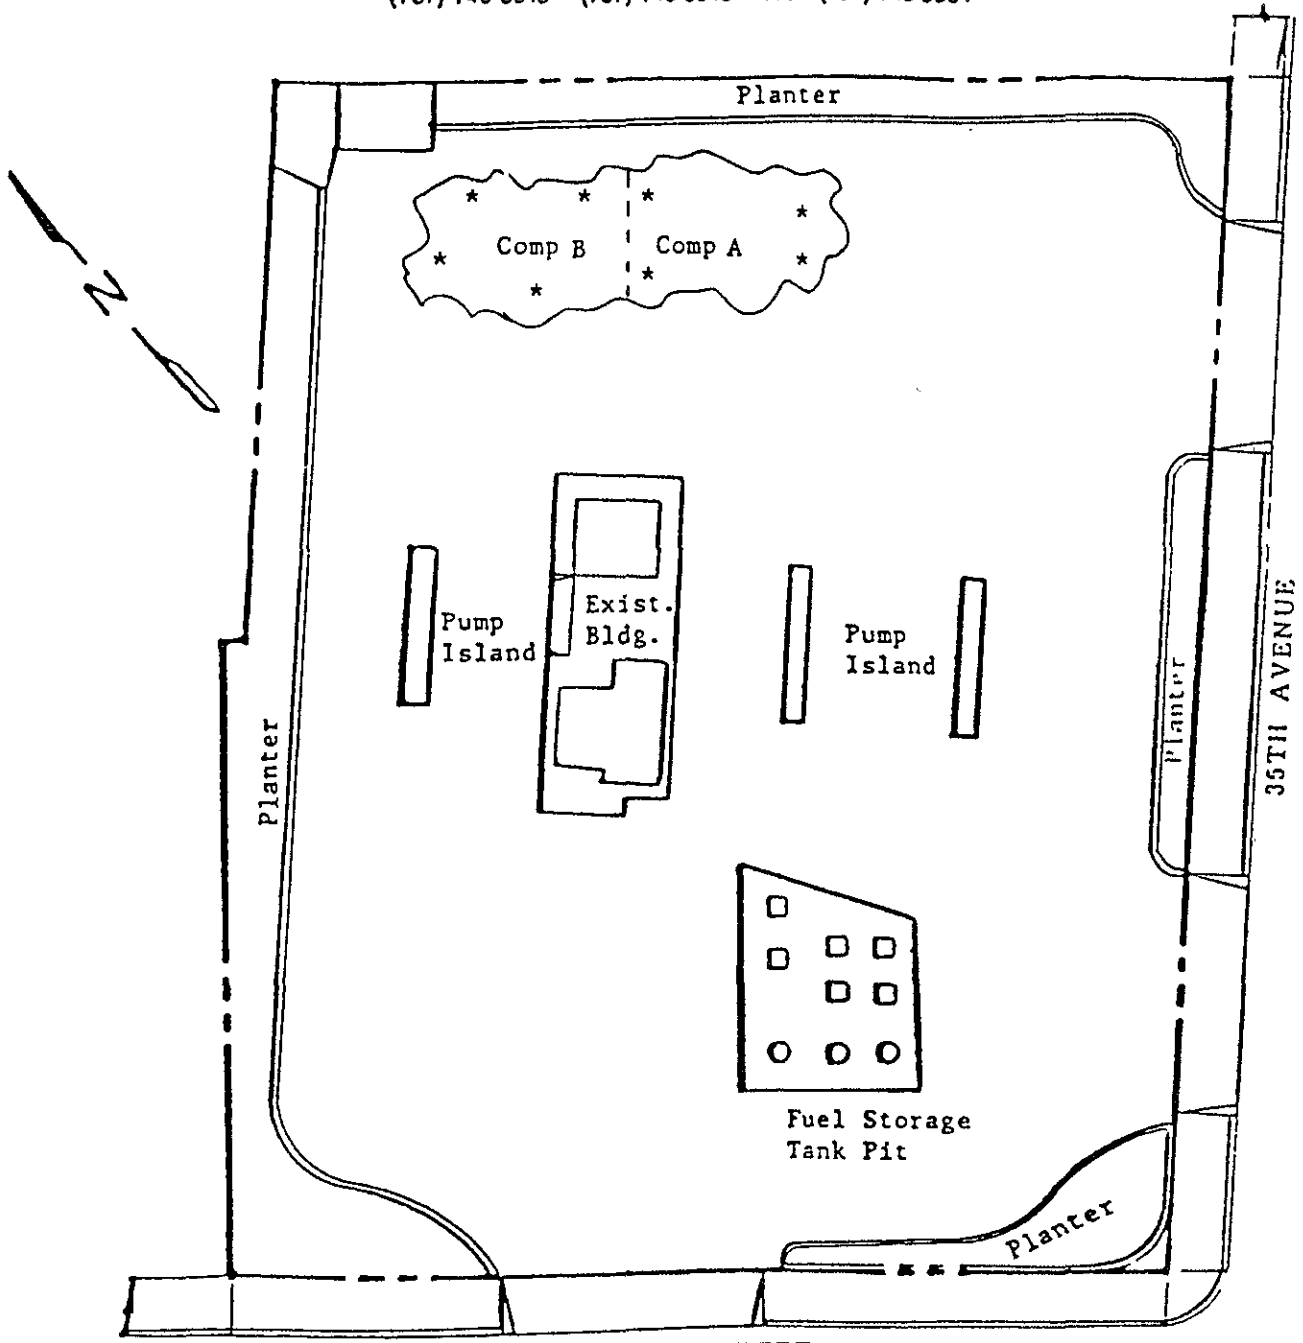 Planter
* * *
*
Comp B
Comp A
* *
*
*
N
Exist.
Bldg.
Pump
Island
Pump
Island
Planter
Planter
35TH AVENUE
Fuel Storage
Tank Pit
Planter